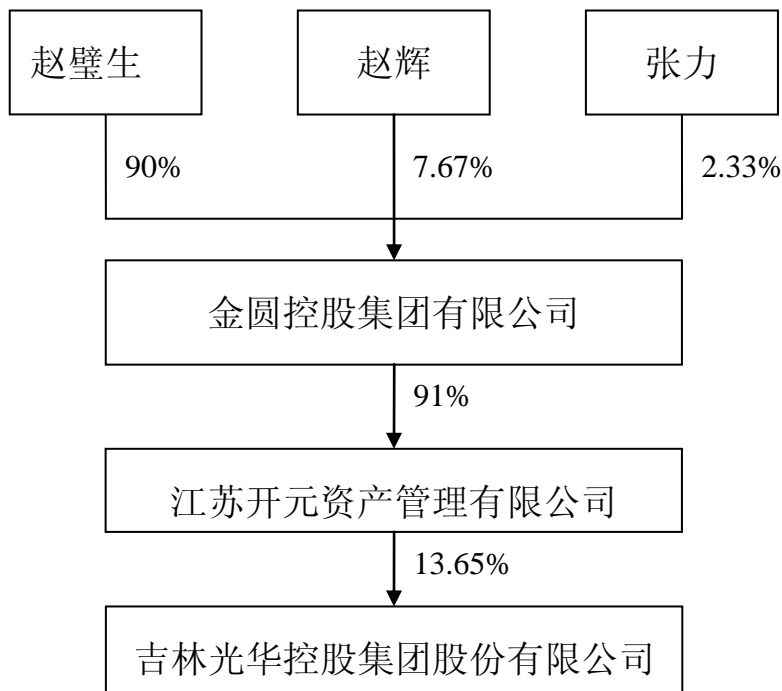 赵璧生 赵辉 张力
90% 7.67% 2.33%
金圆控股集团有限公司
91%
江苏开元资产管理有限公司
13.65%
吉林光华控股集团股份有限公司